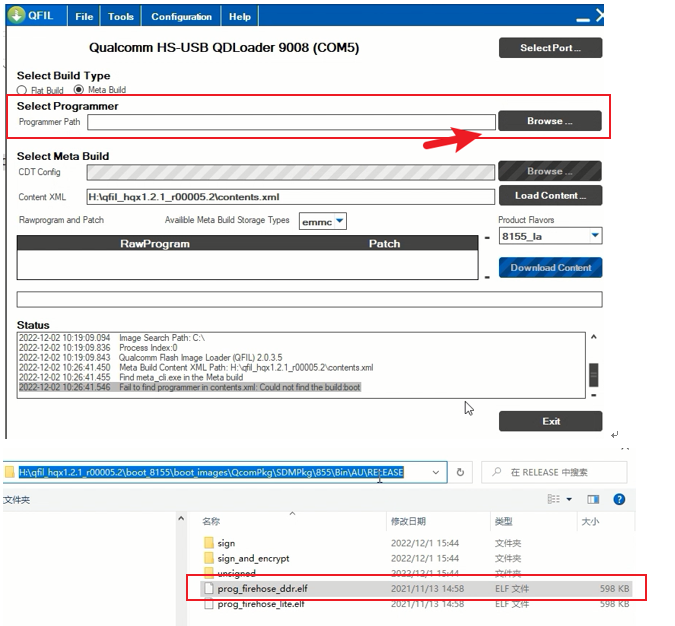 QFIL File Tools Configuration Help
Qualcomm HS-USB QDLoader 9008 (COM5)
Select Port ...
Select Build Type
Flat Build Meta Build
Select Programmer
Programmer Path Browse ...
Select Meta Build
CDT Config Browse ...
Content XML H:\qfil_hqx1.2.1_r00005.2\contents.xml Load Content ...
Rawprogram and Patch Availible Meta Build Storage Types emmc Product Flavors
8155_la
RawProgram Patch
Download Content
Status
2022-12-02 10:19:09.094 Image Search Path: C:\
2022-12-02 10:19:09.836 Process Index:0
2022-12-02 10:19:09.843 Qualcomm Flash Image Loader (QFIL) 2.0.3.5
2022-12-02 10:26:41.450 Meta Build Content XML Path: H:\qfil_hqx1.2.1_r00005.2\contents.xml
2022-12-02 10:26:41.455 Find meta_cli.exe in the Meta build
2022-12-02 10:26:41.546 Fail to find programmer in contents.xml: Could not find the build:boot
Exit
H:\qfil_hqx1.2.1_r00005.2\boot_8155\boot_images\QcomPkg\SDMPkg\855\Bin\AU\RELEASE 在 RELEASE 中搜索
文件夹
名称 修改日期 类型 大小
sign 2022/12/1 15:44 文件夹
sign_and_encrypt 2022/12/1 15:44 文件夹
unsigned 2022/12/1 15:44 文件夹
prog_firehose_ddr.elf 2021/11/13 14:58 ELF 文件 598 KB
prog_firehose_lite.elf 2021/11/13 14:58 ELF 文件 598 KB